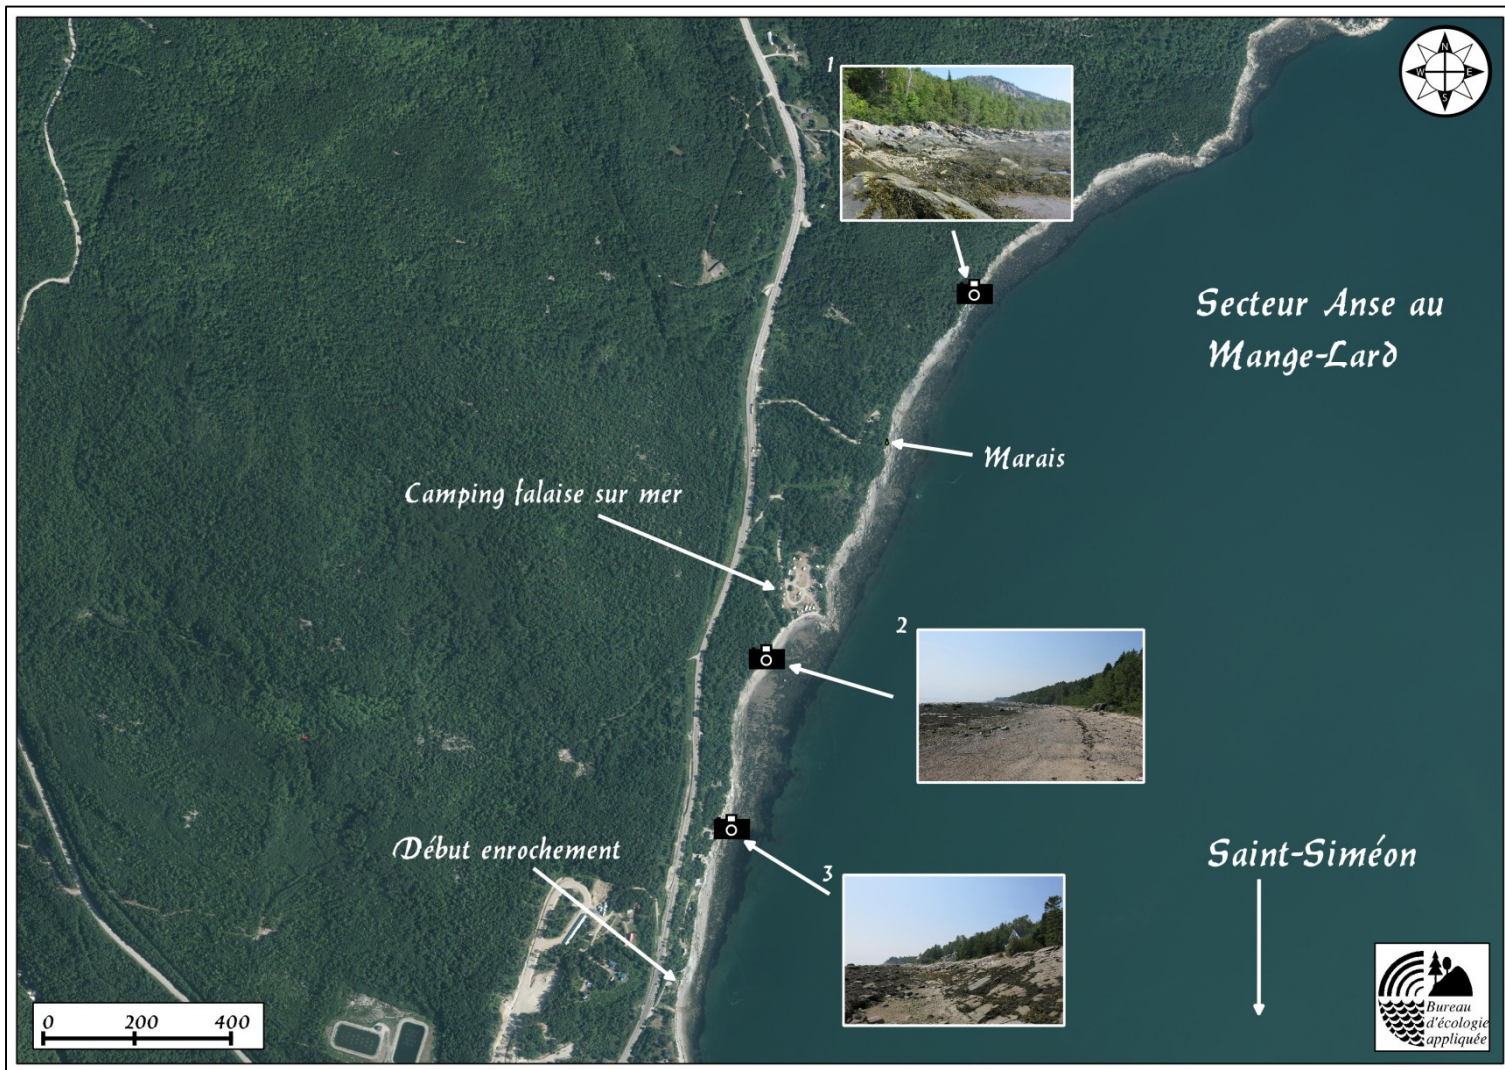 1
N
W E
S
Secteur Anse au
Mange-Lard
Marais
Camping falaise sur mer
2
Début enrochement
3
Saint-Siméon
0 200 400
Bureau
d'écologie
appliquée